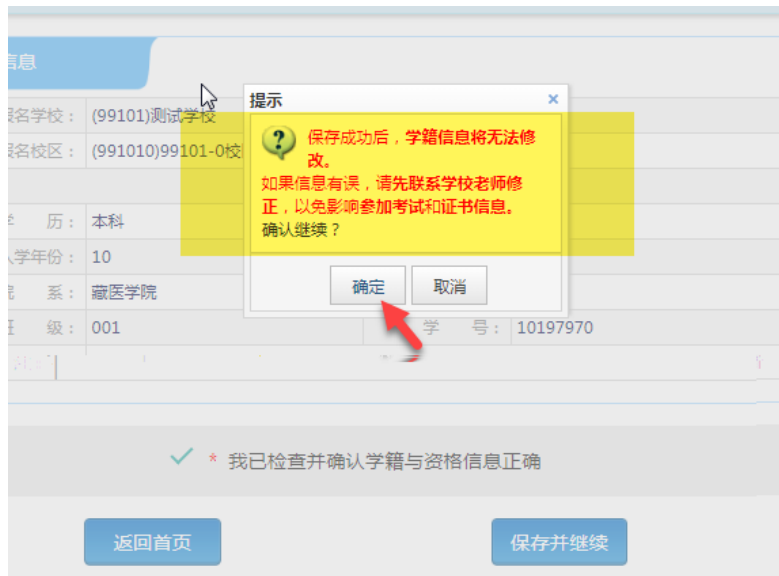 信息
提示
×
报名学校： (99101)测试学校
报名校区： (991010)99101-0校
保存成功后，学籍信息将无法修
改。
如果信息有误，请先联系学校老师修
正，以免影响参加考试和证书信息。
确认继续？
学 历： 本科
入学年份： 10
院 系： 藏医学院
确定 取消
班 级： 001 学 号： 10197970
* 我已检查并确认学籍与资格信息正确
返回首页 保存并继续